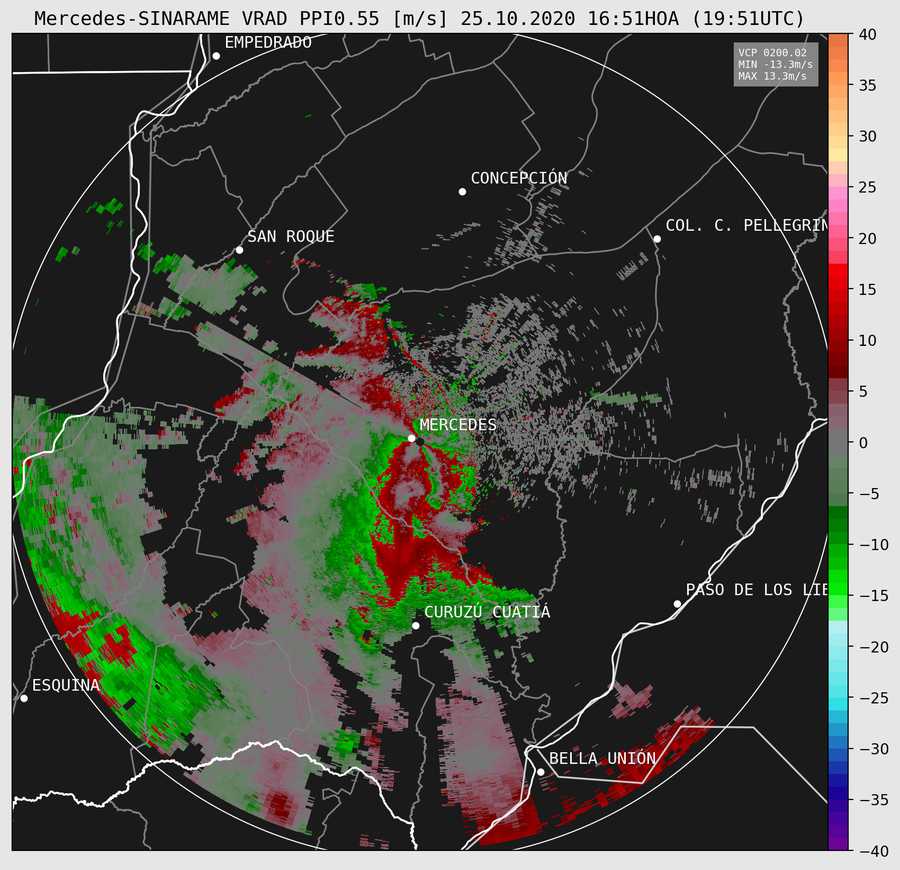 Mercedes-SINARAME VRAD PPI0.55 [m/s] 25.10.2020 16:51HOA (19:51UTC)
EMPEDRADO
VCP 0200.02
MIN -13.3m/s
MAX 13.3m/s
CONCEPCIÓN
COL. C. PELLEGRIN
SAN ROQUE
MERCEDES
PASO DE LOS LIB
CURUZÚ CUATIÁ
ESQUINA
BELLA UNIÓN
40
35
30
25
20
15
10
5
0
−5
−10
−15
−20
−25
−30
−35
−40